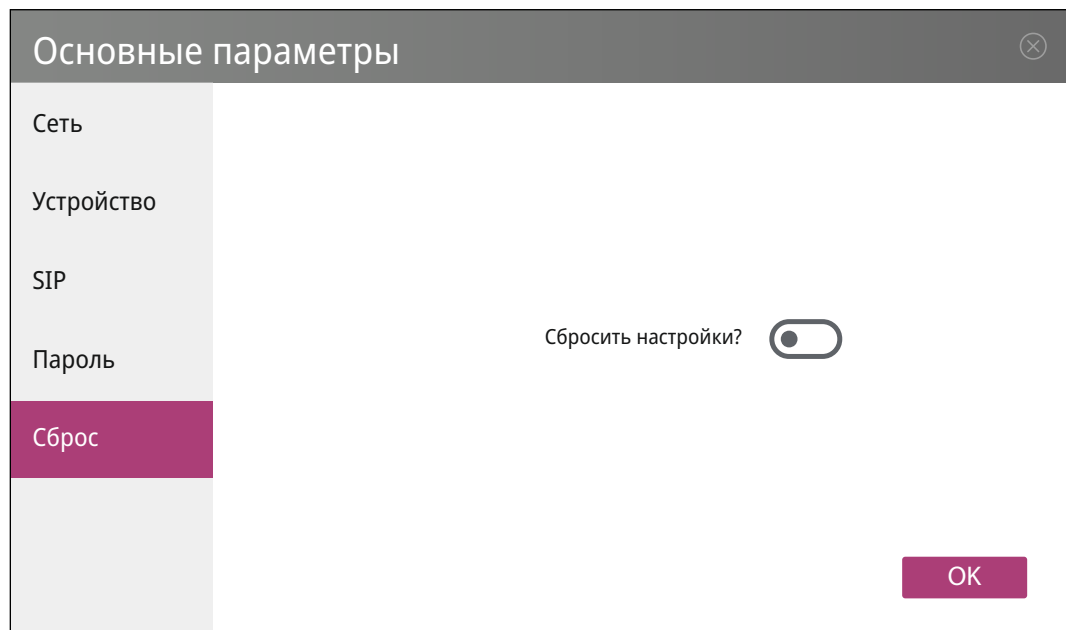 Основные параметры
Сеть
Устройство
SIP
Сбросить настройки?
Пароль
Сброс
OK